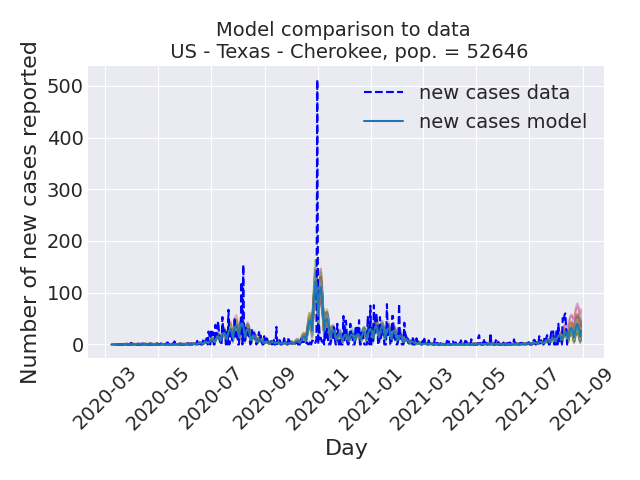 Model comparison to data
US - Texas - Cherokee, pop. = 52646
Number of new cases reported
500
400
300
200
100
0
new cases data
new cases model
2020-03
2020-05
2020-07
2020-09
2020-11
2021-01
2021-03
2021-05
2021-07
2021-09
Day